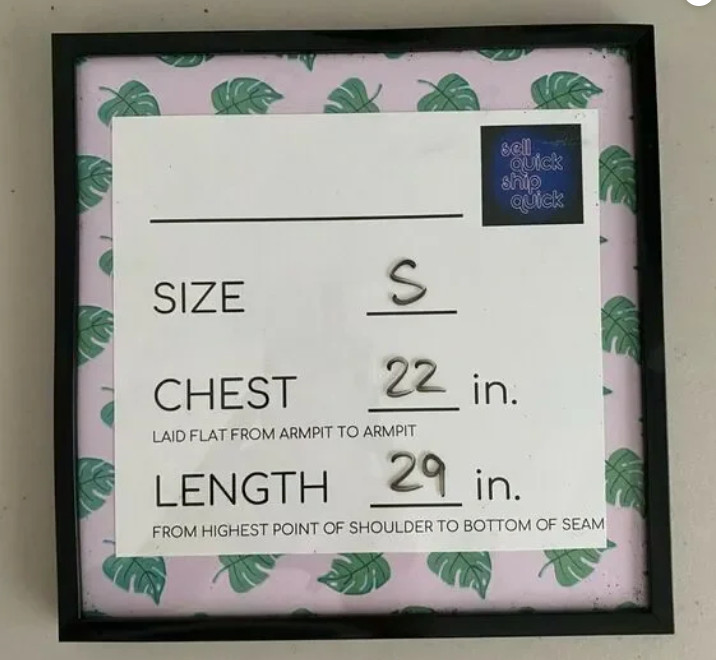 sell
quick
ship
quick
SIZE S
CHEST 22 in.
LAID FLAT FROM ARMPIT TO ARMPIT
LENGTH 29 in.
FROM HIGHEST POINT OF SHOULDER TO BOTTOM OF SEAM